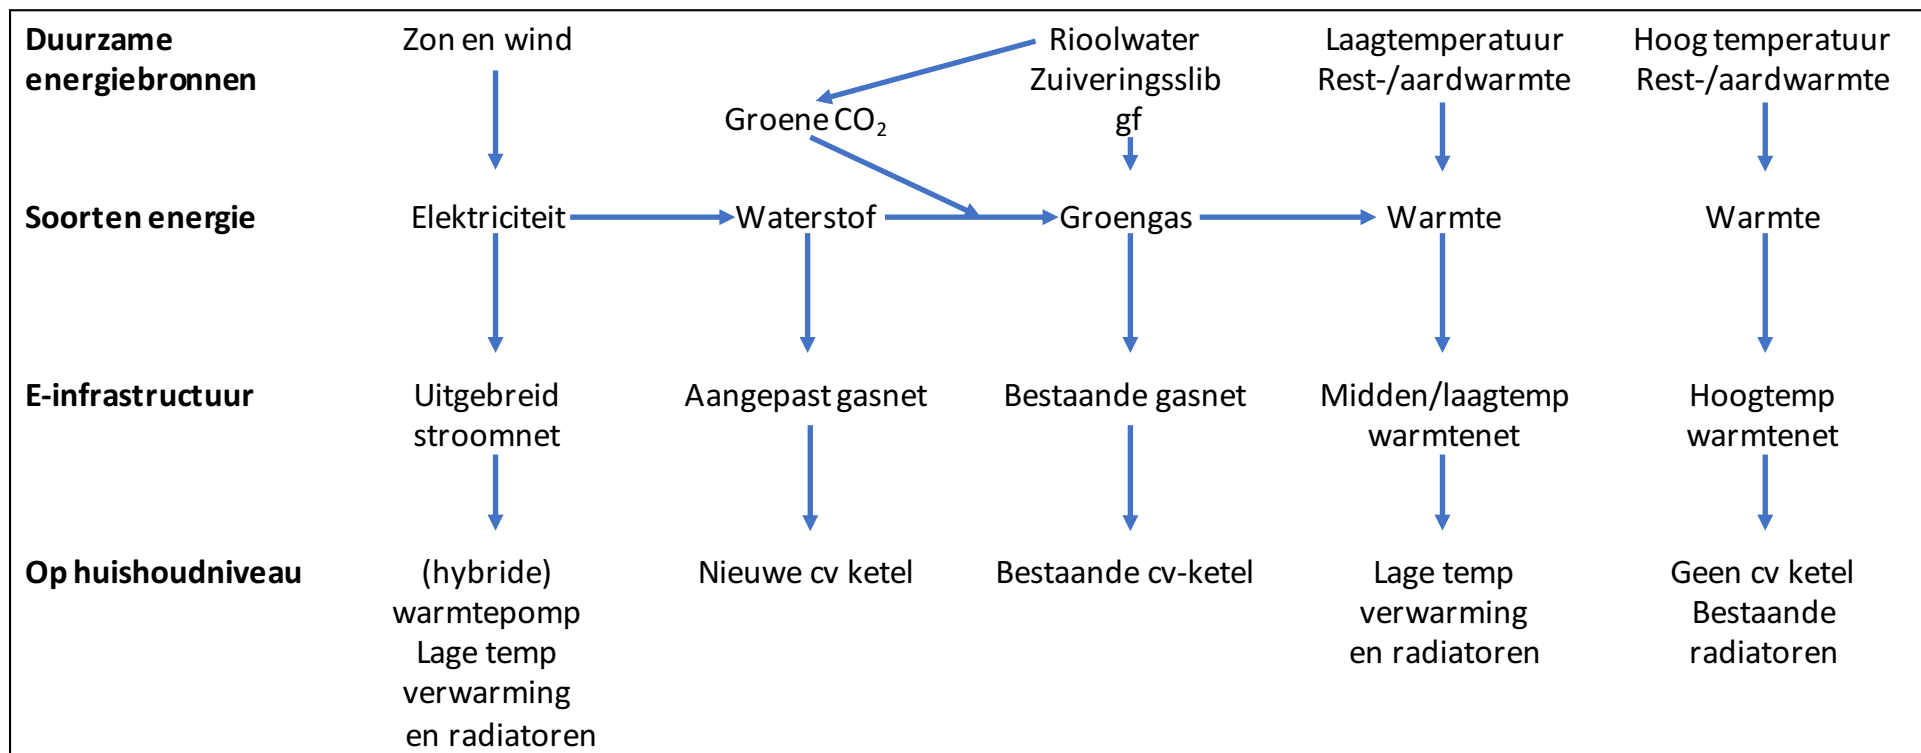 Duurzame
energiebronnen
Zon en wind
Groene CO₂
Rioolwater
Zuiveringsslib
gf
Laagtemperatuur
Rest-/aardwarmte
Hoog temperatuur
Rest-/aardwarmte
Soorten energie
Elektriciteit
Waterstof
Groengas
Warmte
Warmte
E-infrastructuur
Uitgebreid
stroomnet
Aangepast gasnet
Bestaande gasnet
Midden/laagtemp
warmtenet
Hoogtemp
warmtenet
Op huishoudniveau
(hybride)
warmtepomp
Lage temp
verwarming
en radiatoren
Nieuwe cv ketel
Bestaande cv-ketel
Lage temp
verwarming
en radiatoren
Geen cv ketel
Bestaande
radiatoren